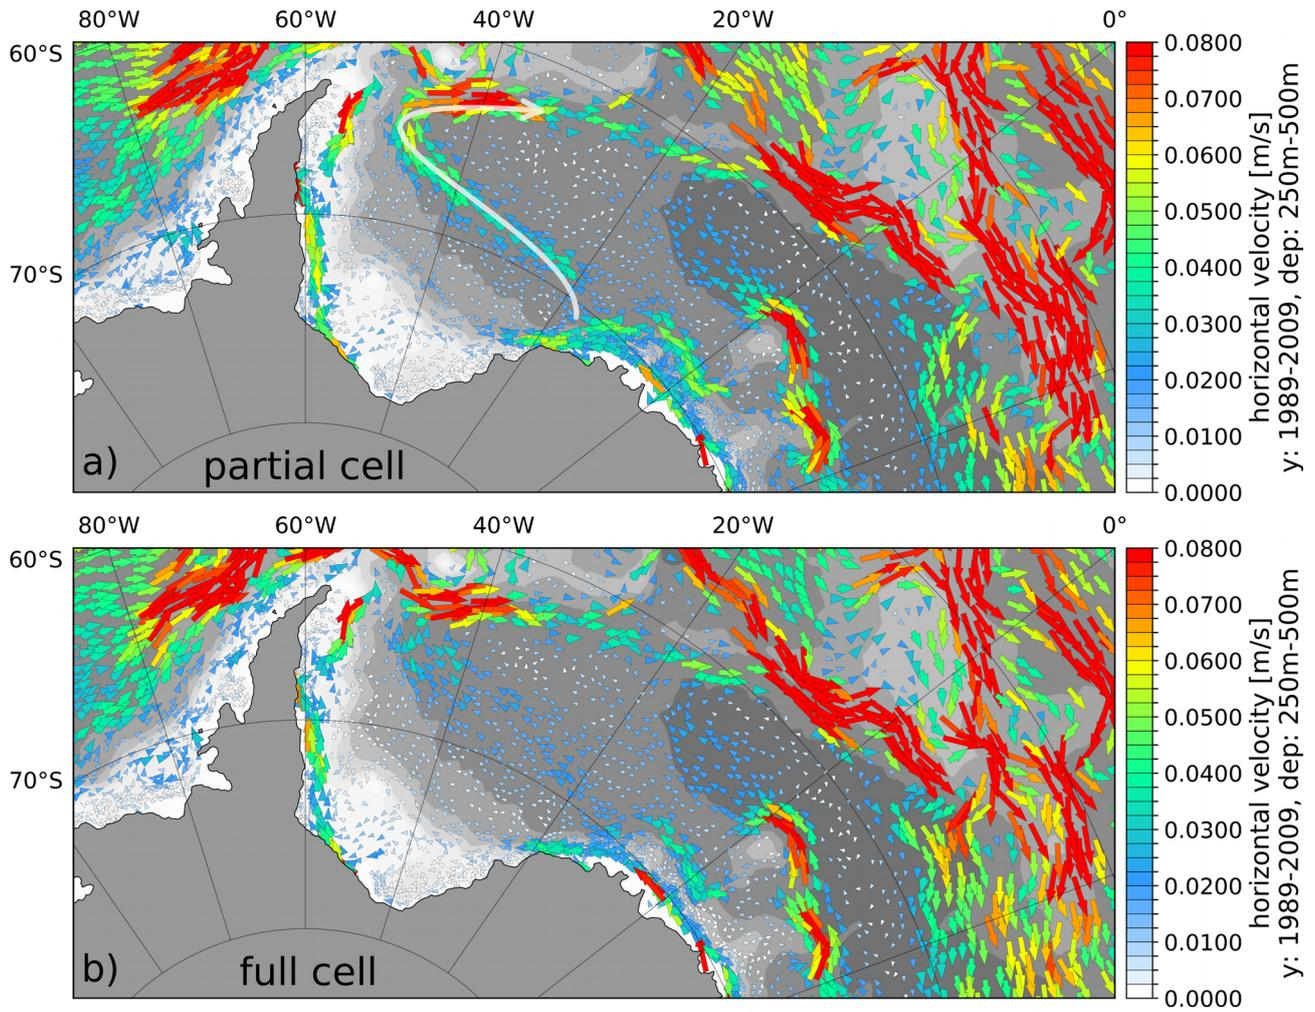 80°W 60°W 40°W 20°W 0°
60°S
70°S
a)
partial cell
0.0800
0.0700
0.0600
0.0500
0.0400
0.0300
0.0200
0.0100
0.0000
horizontal velocity [m/s]
y: 1989-2009, dep: 250m-500m
80°W 60°W 40°W 20°W 0°
60°S
70°S
b)
full cell
0.0800
0.0700
0.0600
0.0500
0.0400
0.0300
0.0200
0.0100
0.0000
horizontal velocity [m/s]
y: 1989-2009, dep: 250m-500m